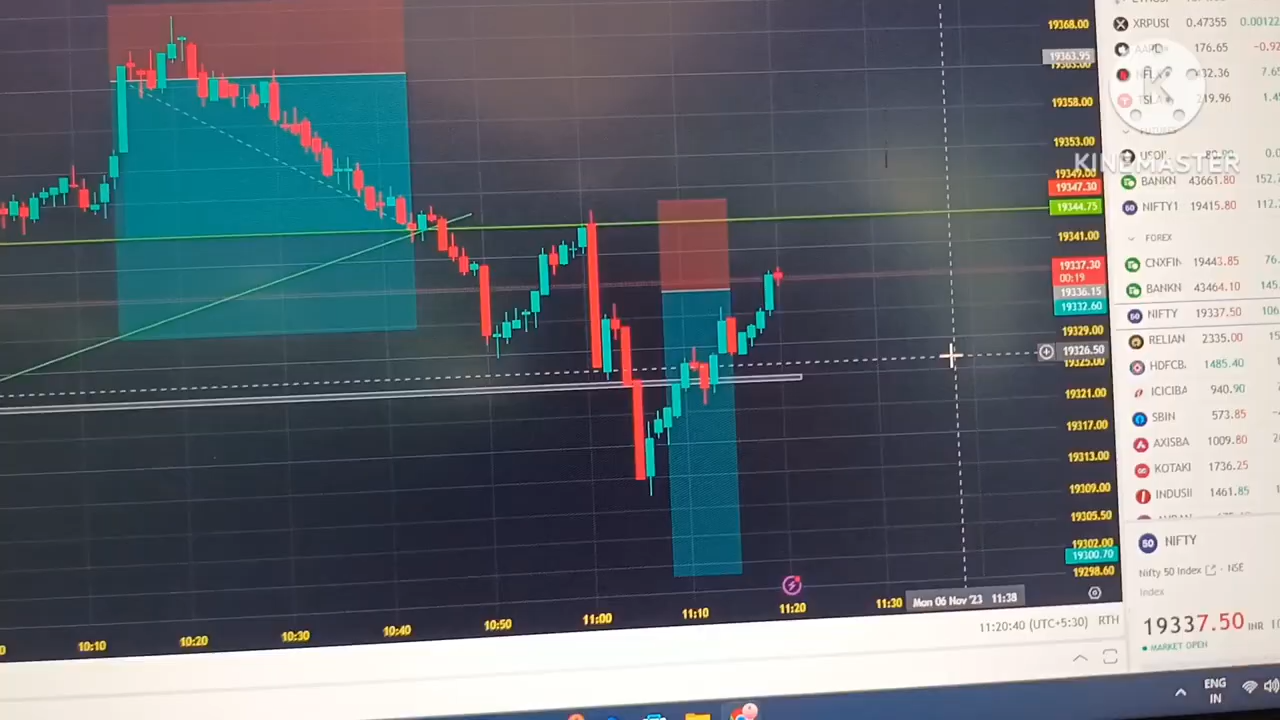 19368.00
19363.95
19358.00
19353.00
19349.00
19347.30
19344.75
19341.00
19337.30
00:19
19336.15
19332.60
19329.00
19326.50
19325.00
19321.00
19317.00
19313.00
19309.00
19305.50
19302.00
19300.70
19298.60
10:10
10:20
10:30
10:40
10:50
11:00
11:10
11:20
11:30
Mon 06 Nov '23 11:38
11:20:40 (UTC+5:30) RTH
XRPUSI 0.47355 0.00122
176.65 -0.92
K
KINEMASTER
BANKN 43661.80 152.
NIFTY1 19415.80 112.
FOREX
CNXFIN 19443.85 76.
BANKN 43464.10 145.
NIFTY 19337.50 106
RELIAN 2335.00
HDFCB. 1485.40
ICICIBA 940.90
SBIN 573.85
AXISBA 1009.80
KOTAKI 1736.25
INDUSII 1461.85
50 NIFTY
Nifty 50 Index NSE
Index
19337.50 INR
MARKET OPEN
ENG
IN